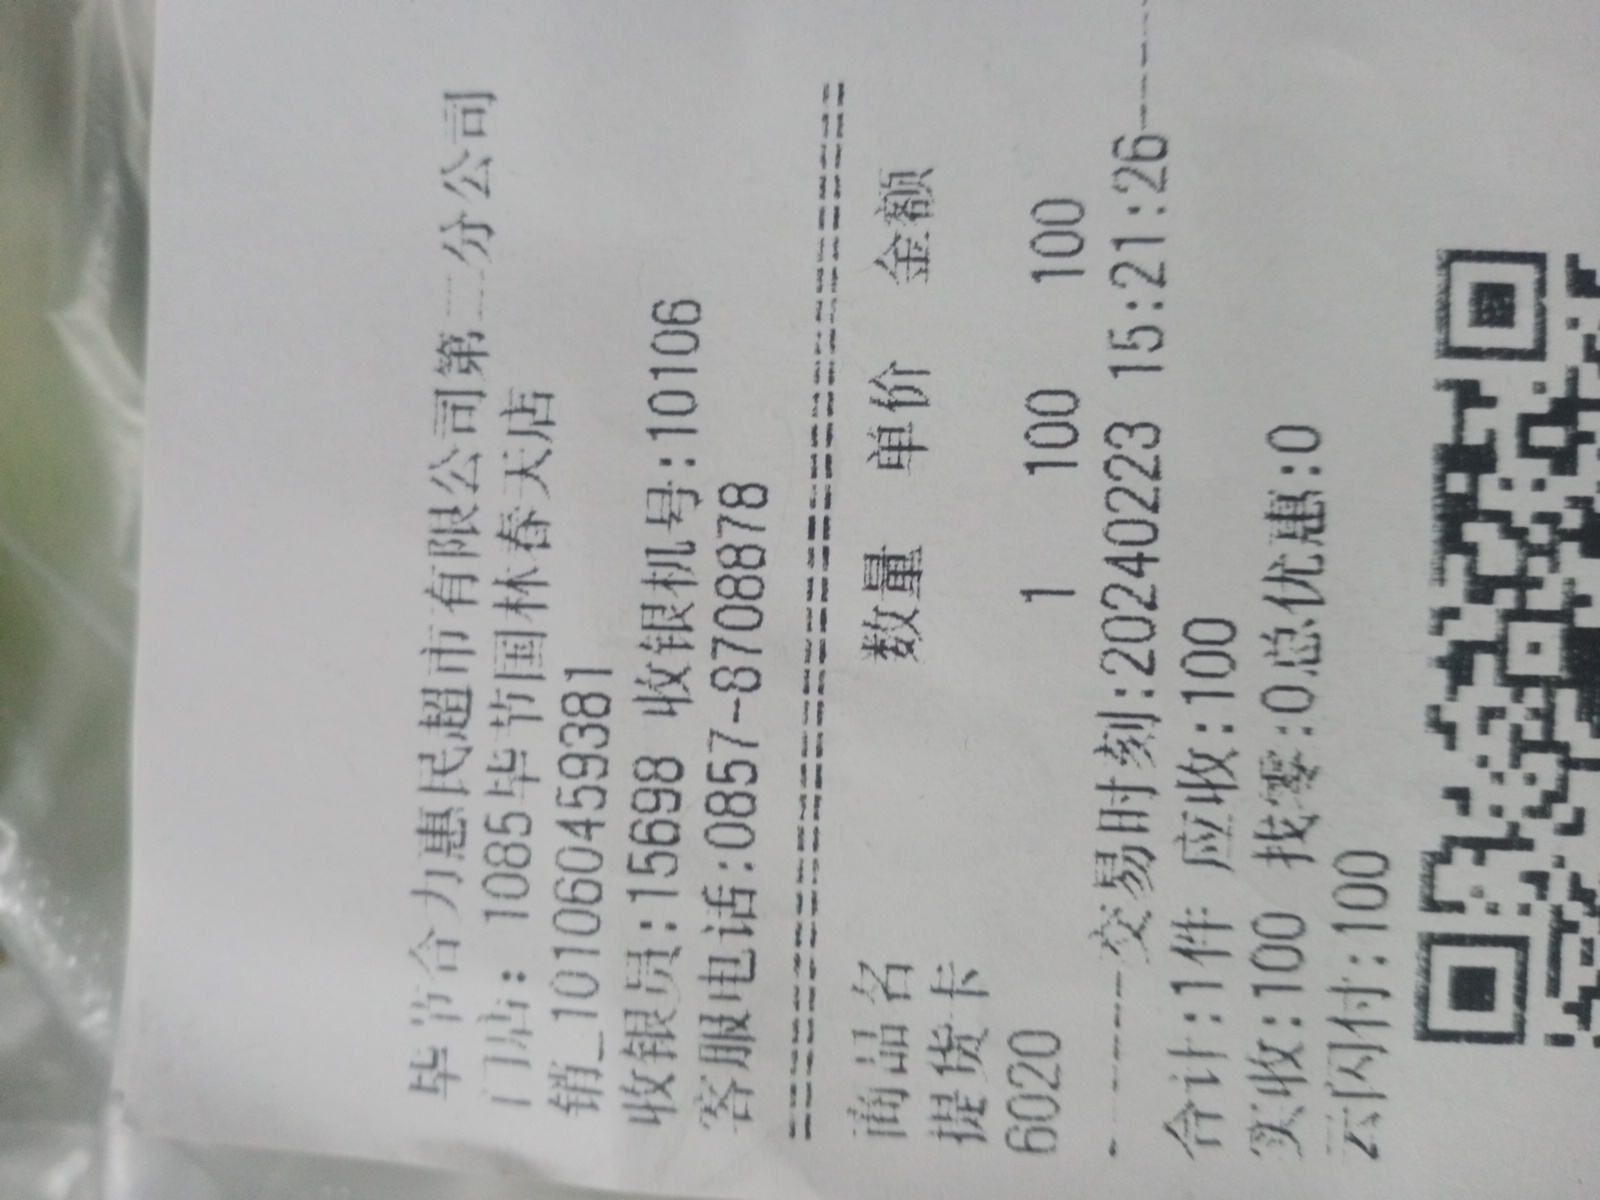 毕节合力惠民超市有限公司第二分公司
门店：1085毕节国林春天店
销_1010604593​81
收银员:15698 收银机号:10106
客服电话:0857-8708878
================================
商品名 数量 单价 金额
提货卡
6020 1 100 100
-----交易时刻:20240223 15:21:26-----
合计:1件 应收:100
实收:100 找零:0总优惠:0
云闪付:100